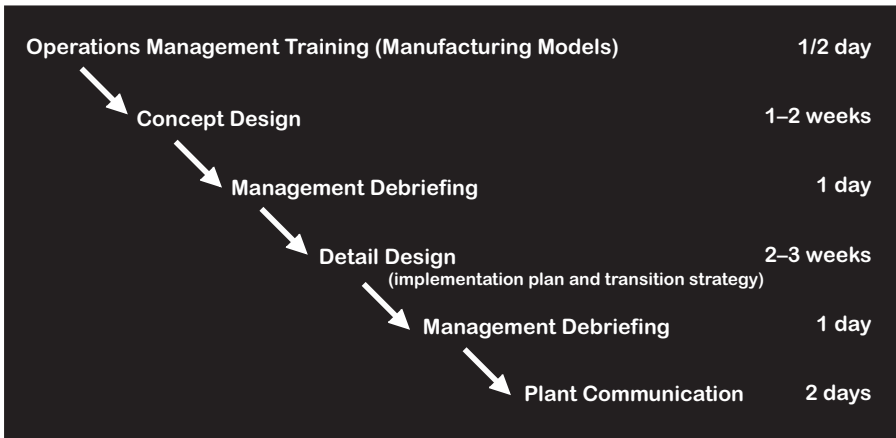 Operations Management Training (Manufacturing Models) 1/2 day
Concept Design 1–2 weeks
Management Debriefing 1 day
Detail Design 2–3 weeks
(implementation plan and transition strategy)
Management Debriefing 1 day
Plant Communication 2 days